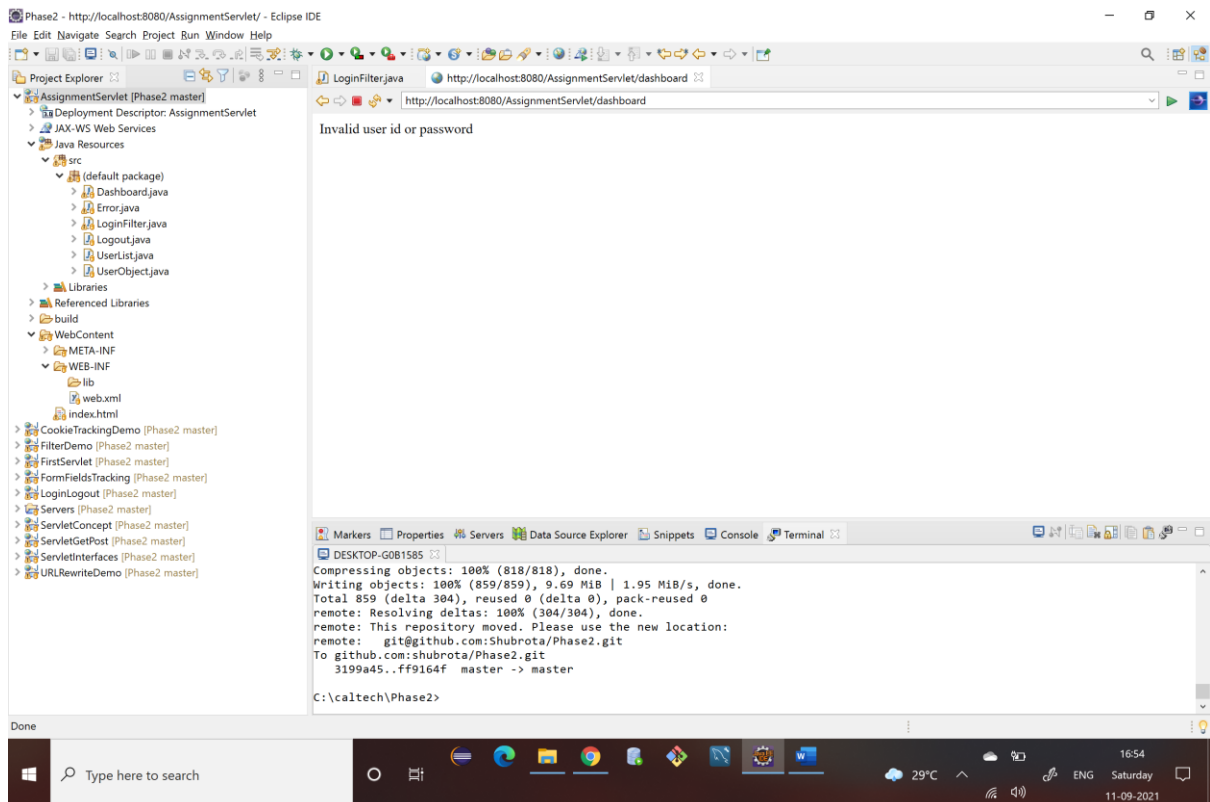 Phase2 - http://localhost:8080/AssignmentServlet/ - Eclipse IDE
File Edit Navigate Search Project Run Window Help
Project Explorer
LoginFilter.java
http://localhost:8080/AssignmentServlet/dashboard
AssignmentServlet [Phase2 master]
Deployment Descriptor: AssignmentServlet
JAX-WS Web Services
Java Resources
src
(default package)
Dashboard.java
Error.java
LoginFilter.java
Logout.java
UserList.java
UserObject.java
Libraries
Referenced Libraries
build
WebContent
META-INF
WEB-INF
lib
web.xml
index.html
CookieTrackingDemo [Phase2 master]
FilterDemo [Phase2 master]
FirstServlet [Phase2 master]
FormFieldsTracking [Phase2 master]
LoginLogout [Phase2 master]
Servers [Phase2 master]
ServletConcept [Phase2 master]
ServletGetPost [Phase2 master]
ServletInterfaces [Phase2 master]
URLRewriteDemo [Phase2 master]
http://localhost:8080/AssignmentServlet/dashboard
Invalid user id or password
Markers Properties Servers Data Source Explorer Snippets Console Terminal
DESKTOP-G0B1585
Compressing objects: 100% (818/818), done.
Writing objects: 100% (859/859), 9.69 MiB | 1.95 MiB/s, done.
Total 859 (delta 304), reused 0 (delta 0), pack-reused 0
remote: Resolving deltas: 100% (304/304), done.
remote: This repository moved. Please use the new location:
remote:   git@github.com:Shubrota/Phase2.git
To github.com:shubrota/Phase2.git
   3199a45..ff9164f  master -> master
C:\caltech\Phase2>
Done
Type here to search
29°C
ENG
16:54
Saturday
11-09-2021